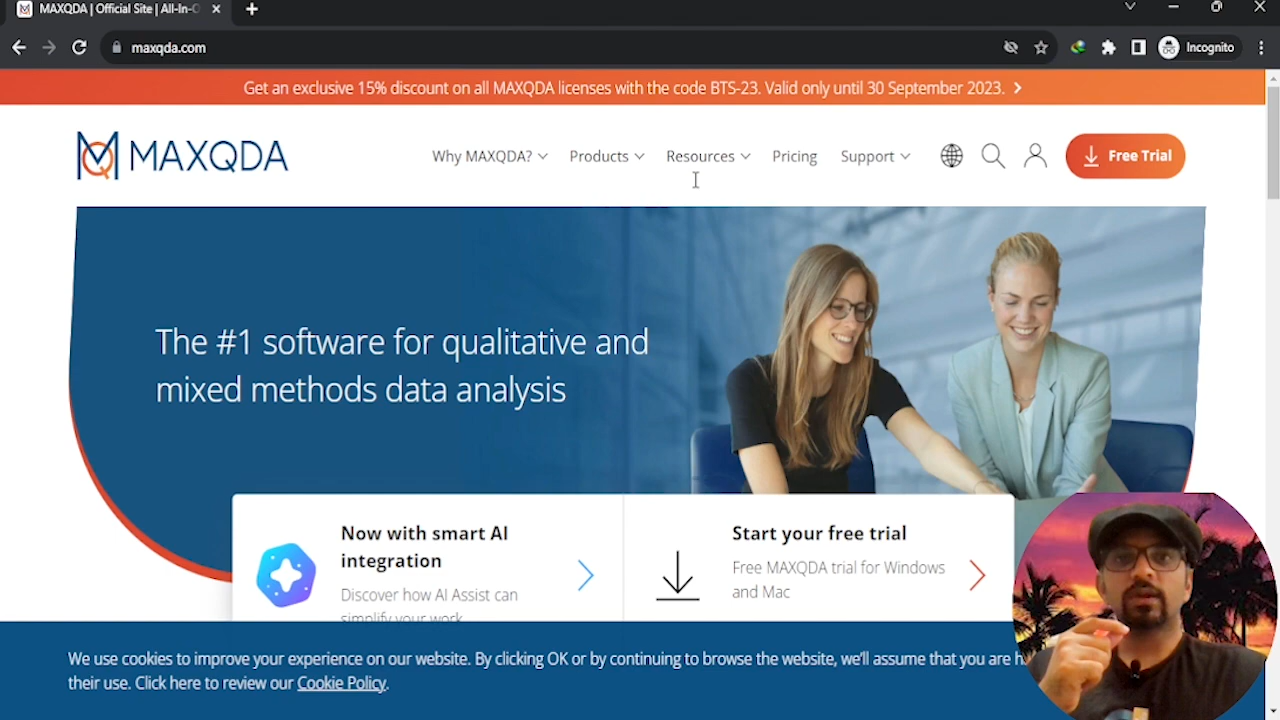 MAXQDA | Official Site | All-In-O
maxqda.com
Incognito
Get an exclusive 15% discount on all MAXQDA licenses with the code BTS-23. Valid only until 30 September 2023.
MAXQDA
Why MAXQDA? Products Resources Pricing Support Free Trial
The #1 software for qualitative and
mixed methods data analysis
Now with smart AI
integration
Discover how AI Assist can
simplify your work
Start your free trial
Free MAXQDA trial for Windows
and Mac
We use cookies to improve your experience on our website. By clicking OK or by continuing to browse the website, we'll assume that you are h
their use. Click here to review our Cookie Policy.